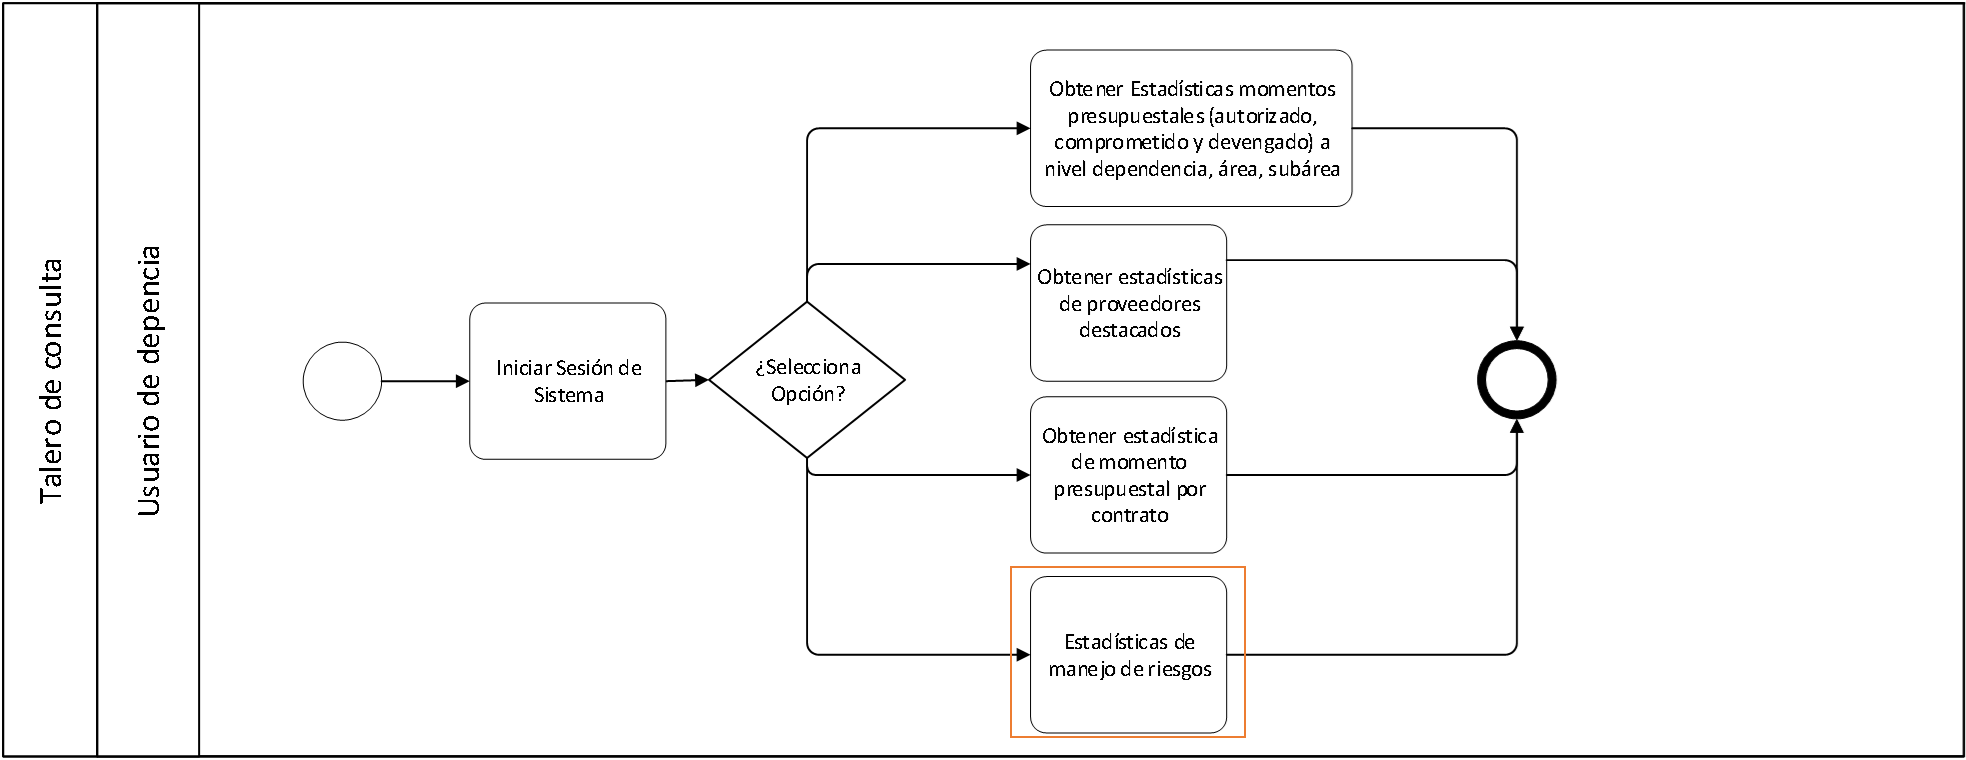 Talero de consulta
Usuario de depencia
Iniciar Sesión de
Sistema
¿Selecciona
Opción?
Obtener Estadísticas momentos
presupuestales (autorizado,
comprometido y devengado) a
nivel dependencia, área, subárea
Obtener estadísticas
de proveedores
destacados
Obtener estadística
de momento
presupuestal por
contrato
Estadísticas de
manejo de riesgos